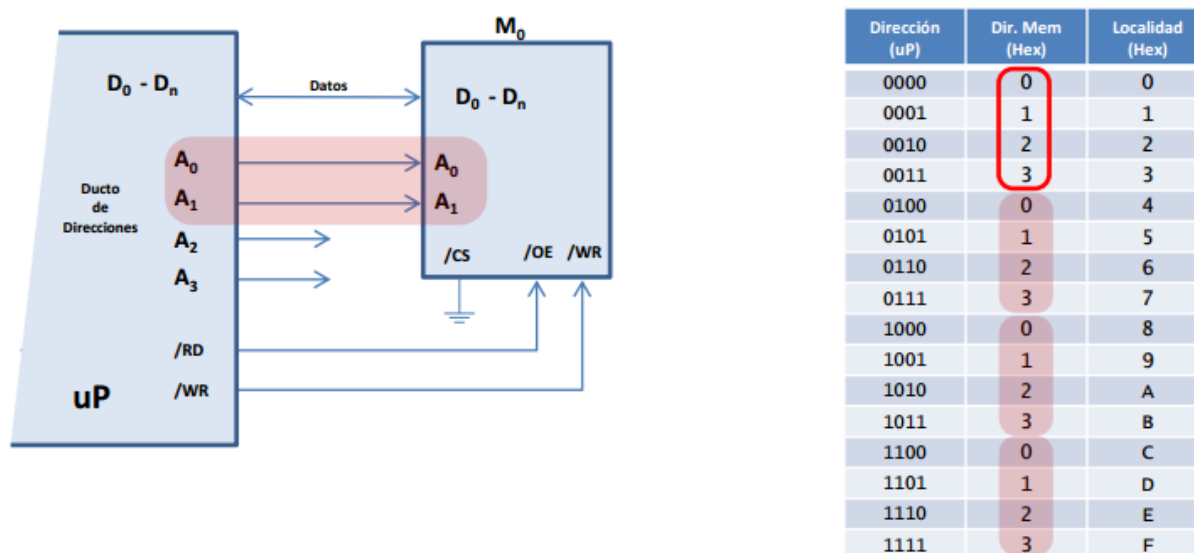 M0
D0 - Dn
Datos
D0 - Dn
A0
A0
Ducto
de
Direcciones
A1
A1
A2
A3
/CS
/OE
/WR
/RD
/WR
uP
Dirección (uP) Dir. Mem (Hex) Localidad (Hex)
0000 0 0
0001 1 1
0010 2 2
0011 3 3
0100 0 4
0101 1 5
0110 2 6
0111 3 7
1000 0 8
1001 1 9
1010 2 A
1011 3 B
1100 0 C
1101 1 D
1110 2 E
1111 3 F